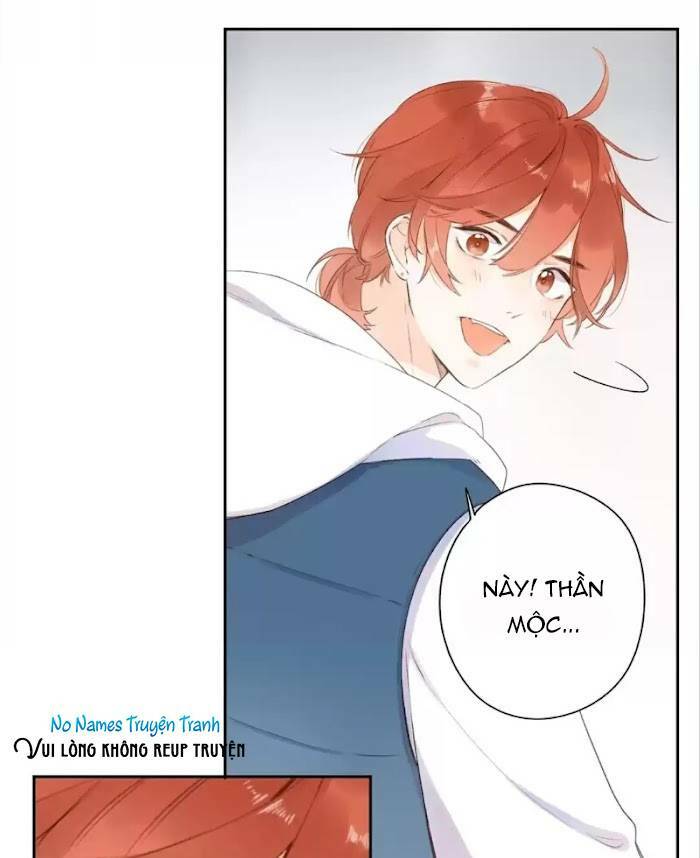 NÀY! THẦN
MỘC...
No Names Truyện Tranh
Vui lòng không reup truyện